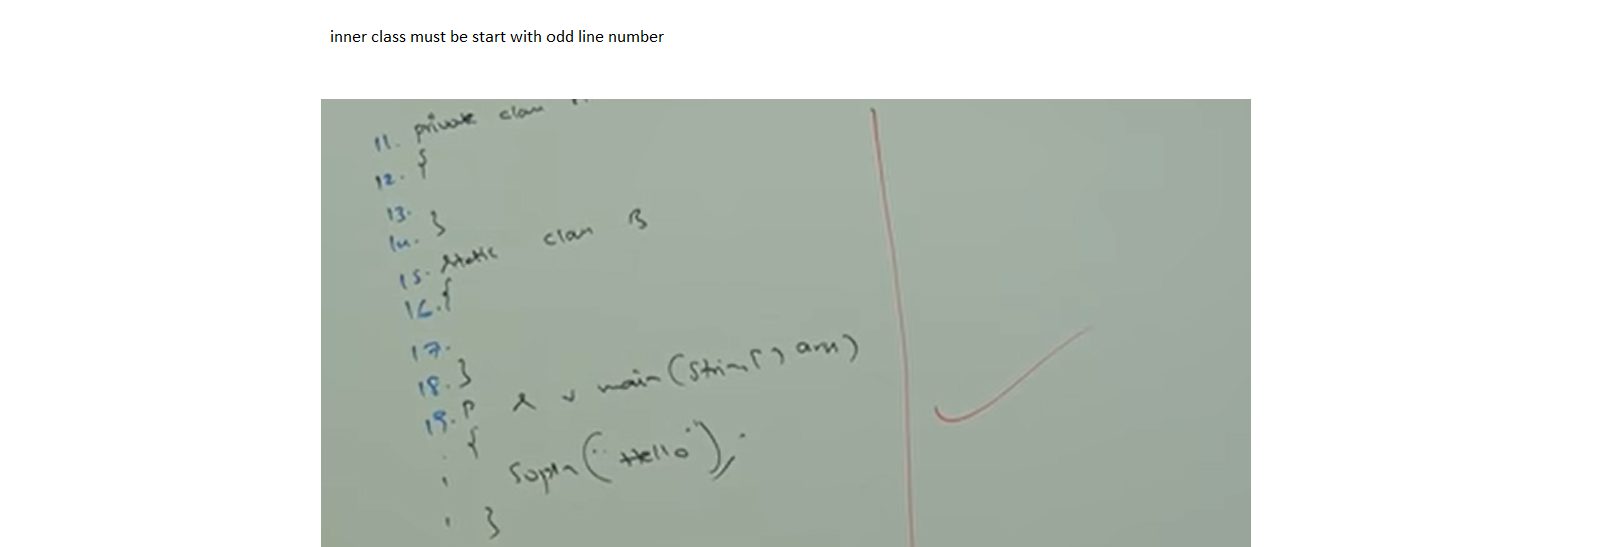 inner class must be start with odd line number
11. private class
12. {
13.
14. }
15. static class B
16. {
17.
18. }
19. P s v main(String[] args)
{
Sopln("Hello");
}